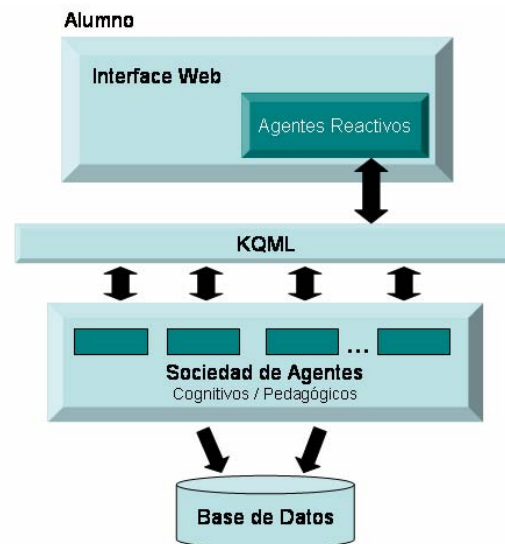 Alumno
Interface Web
Agentes Reactivos
KQML
...
Sociedad de Agentes
Cognitivos / Pedagógicos
Base de Datos